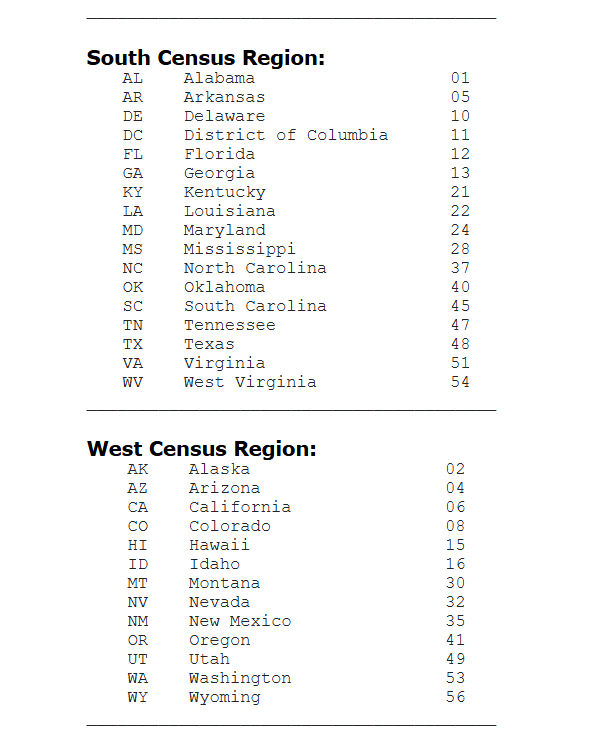 South Census Region:
AL Alabama 01
AR Arkansas 05
DE Delaware 10
DC District of Columbia 11
FL Florida 12
GA Georgia 13
KY Kentucky 21
LA Louisiana 22
MD Maryland 24
MS Mississippi 28
NC North Carolina 37
OK Oklahoma 40
SC South Carolina 45
TN Tennessee 47
TX Texas 48
VA Virginia 51
WV West Virginia 54
West Census Region:
AK Alaska 02
AZ Arizona 04
CA California 06
CO Colorado 08
HI Hawaii 15
ID Idaho 16
MT Montana 30
NV Nevada 32
NM New Mexico 35
OR Oregon 41
UT Utah 49
WA Washington 53
WY Wyoming 56